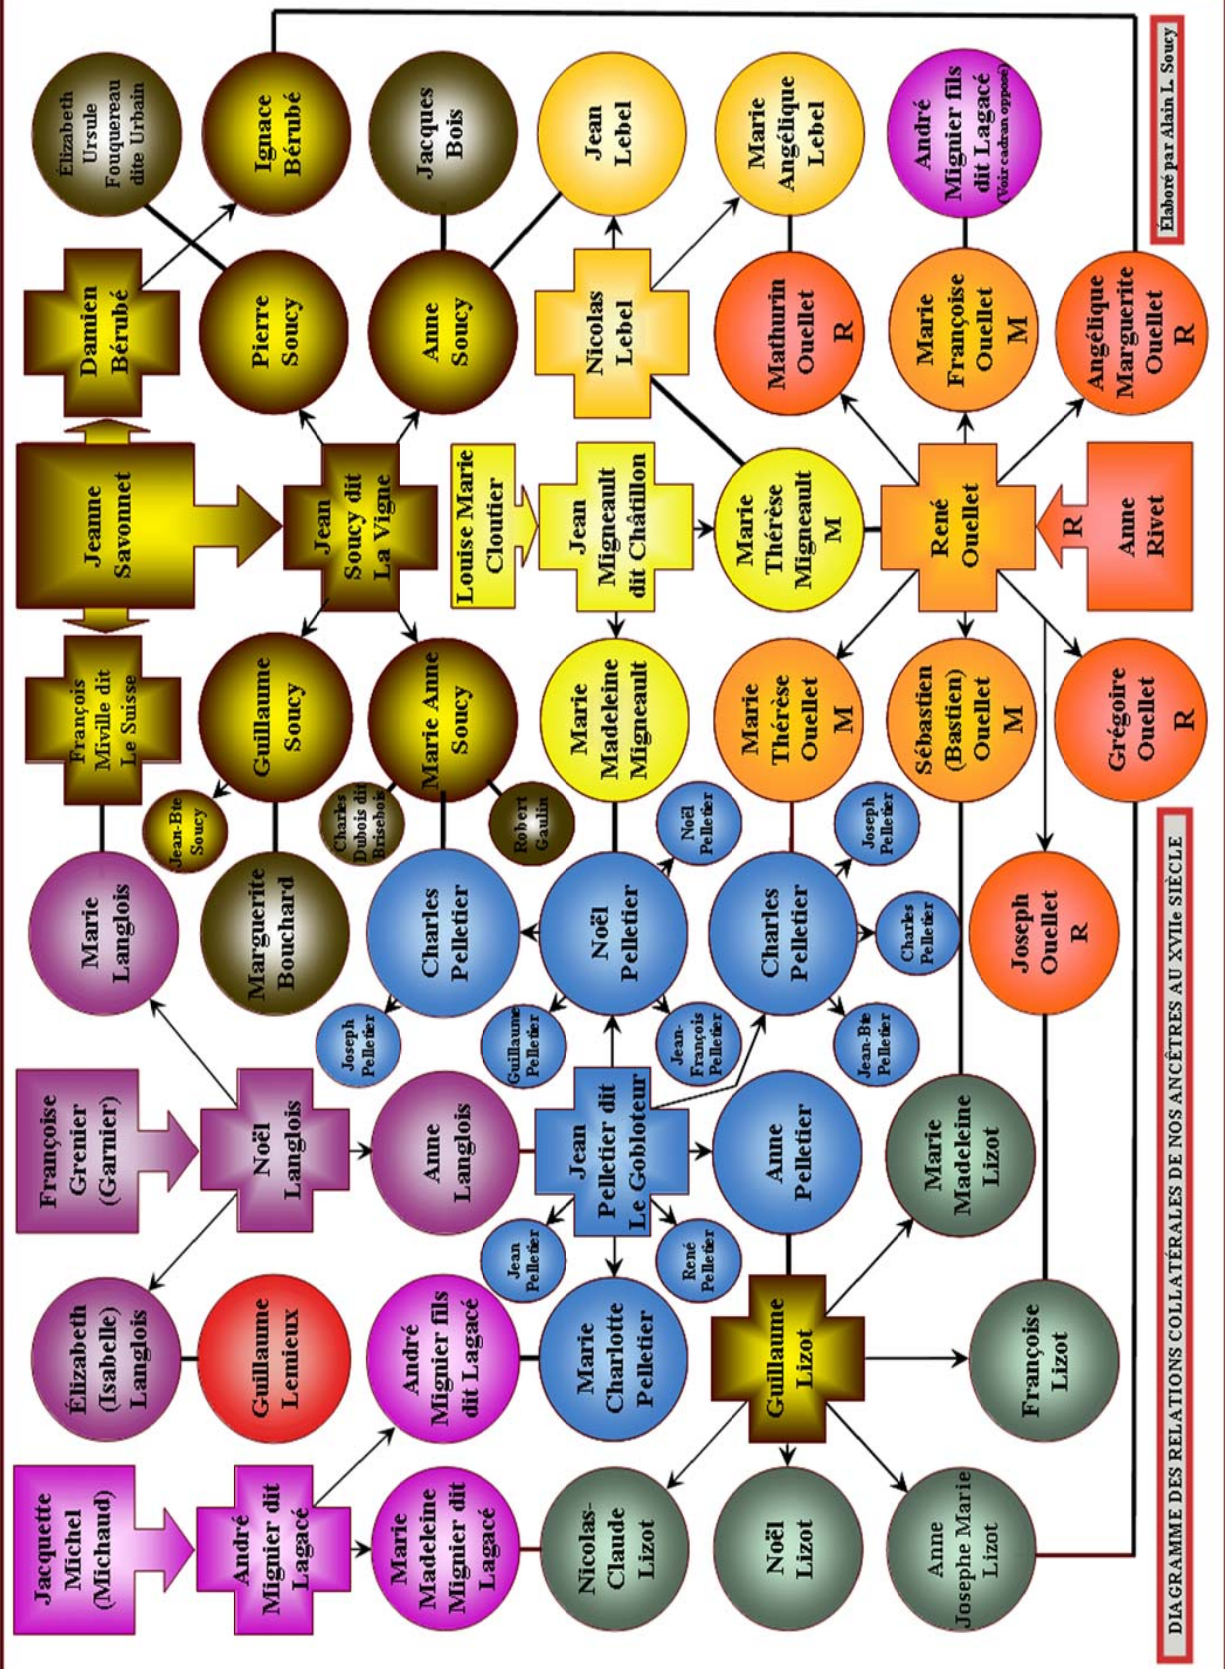 Jacquette
Michel
(Michaud)
Élizabeth
(Isabelle)
Langlois
Françoise
Grenier
(Garnier)
Marie
Langlois
François
Miville dit
Le Suisse
Jeanne
Savonnet
Damien
Bérubé
Élizabeth
Ursule
Fouquereau
dite Urbain
André
Mignier dit
Lagacé
Guillaume
Lemieux
Noël
Langlois
Marguerite
Bouchard
Jean-Bte
Soucy
Guillaume
Soucy
Jean
Soucy dit
La Vigne
Pierre
Soucy
Ignace
Bérubé
Marie
Madeleine
Mignier dit
Lagacé
André
Mignier fils
dit Lagacé
Anne
Langlois
Joseph
Pelletier
Charles
Pelletier
Charles
Dubois dit
Brisebois
Marie Anne
Soucy
Louise Marie
Cloutier
Anne
Soucy
Jacques
Bois
Nicolas-
Claude
Lizot
Marie
Charlotte
Pelletier
Jean
Pelletier
Jean
Pelletier dit
Le Gobloteur
Guillaume
Pelletier
Noël
Pelletier
Robert
Gaulin
Marie
Madeleine
Migneault
Jean
Migneault
dit Châtillon
Nicolas
Lebel
Jean
Lebel
Noël
Lizot
Guillaume
Lizot
René
Pelletier
Anne
Pelletier
Jean-
François
Pelletier
Charles
Pelletier
Noël
Pelletier
Marie
Thérèse
Ouellet
M
Marie
Thérèse
Migneault
M
Mathurin
Ouellet
R
Marie
Angélique
Lebel
Anne
Josephe Marie
Lizot
Marie
Madeleine
Lizot
Jean-Bte
Pelletier
Charles
Pelletier
Joseph
Pelletier
Sébastien
(Bastien)
Ouellet
M
René
Ouellet
Marie
Françoise
Ouellet
M
André
Mignier fils
dit Lagacé
(Voir cadran opposé)
Françoise
Lizot
Joseph
Ouellet
R
Grégoire
Ouellet
R
R
Anne
Rivet
Angélique
Marguerite
Ouellet
R
DIAGRAMME DES RELATIONS COLLATÉRALES DE NOS ANCÊTRES AU XVIIe SIÈCLE
Élaboré par Alain L. Soucy